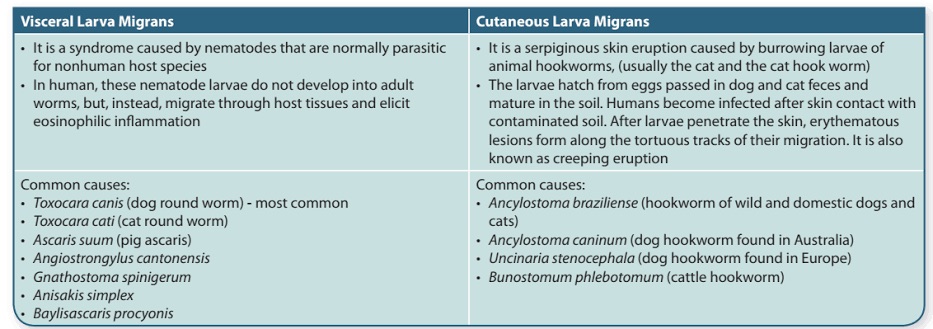 Visceral Larva Migrans
• It is a syndrome caused by nematodes that are normally parasitic
for nonhuman host species
• In human, these nematode larvae do not develop into adult
worms, but, instead, migrate through host tissues and elicit
eosinophilic inflammation
Cutaneous Larva Migrans
• It is a serpiginous skin eruption caused by burrowing larvae of
animal hookworms, (usually the cat and the cat hook worm)
• The larvae hatch from eggs passed in dog and cat feces and
mature in the soil. Humans become infected after skin contact with
contaminated soil. After larvae penetrate the skin, erythematous
lesions form along the tortuous tracks of their migration. It is also
known as creeping eruption
Common causes:
• Toxocara canis (dog round worm) - most common
• Toxocara cati (cat round worm)
• Ascaris suum (pig ascaris)
• Angiostrongylus cantonensis
• Gnathostoma spinigerum
• Anisakis simplex
• Baylisascaris procyonis
Common causes:
• Ancylostoma braziliense (hookworm of wild and domestic dogs and
cats)
• Ancylostoma caninum (dog hookworm found in Australia)
• Uncinaria stenocephala (dog hookworm found in Europe)
• Bunostomum phlebotomum (cattle hookworm)